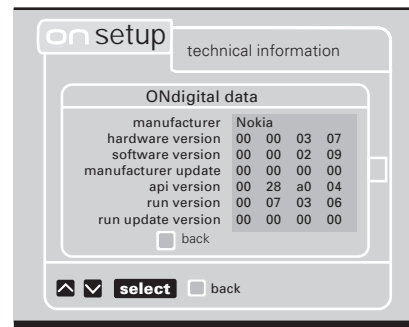 on setup
technical information
ONdigital data
manufacturer Nokia
hardware version 00 00 03 07
software version 00 00 02 09
manufacturer update 00 00 00 00
api version 00 28 a0 04
run version 00 07 03 06
run update version 00 00 00 00
back
select back